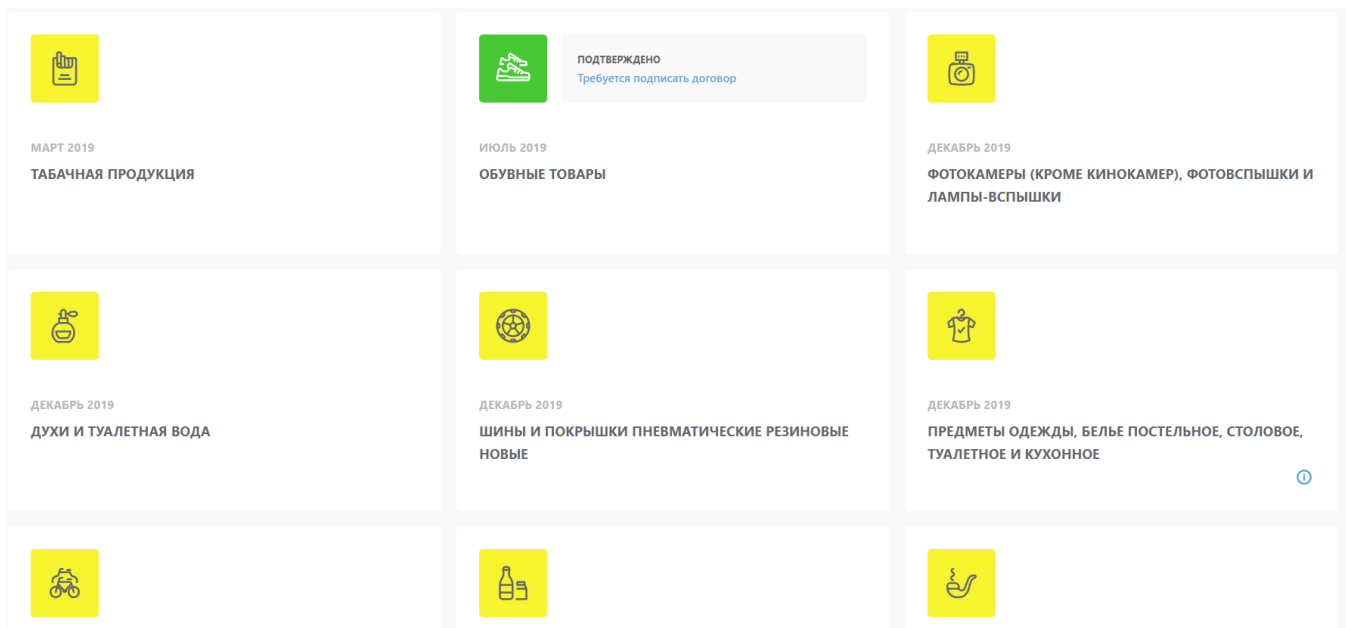 ПОДТВЕРЖДЕНО
Требуется подписать договор
МАРТ 2019
ТАБАЧНАЯ ПРОДУКЦИЯ
ИЮЛЬ 2019
ОБУВНЫЕ ТОВАРЫ
ДЕКАБРЬ 2019
ФОТОКАМЕРЫ (КРОМЕ КИНОКАМЕР), ФОТОВСПЫШКИ И
ЛАМПЫ-ВСПЫШКИ
ДЕКАБРЬ 2019
ДУХИ И ТУАЛЕТНАЯ ВОДА
ДЕКАБРЬ 2019
ШИНЫ И ПОКРЫШКИ ПНЕВМАТИЧЕСКИЕ РЕЗИНОВЫЕ
НОВЫЕ
ДЕКАБРЬ 2019
ПРЕДМЕТЫ ОДЕЖДЫ, БЕЛЬЕ ПОСТЕЛЬНОЕ, СТОЛОВОЕ,
ТУАЛЕТНОЕ И КУХОННОЕ